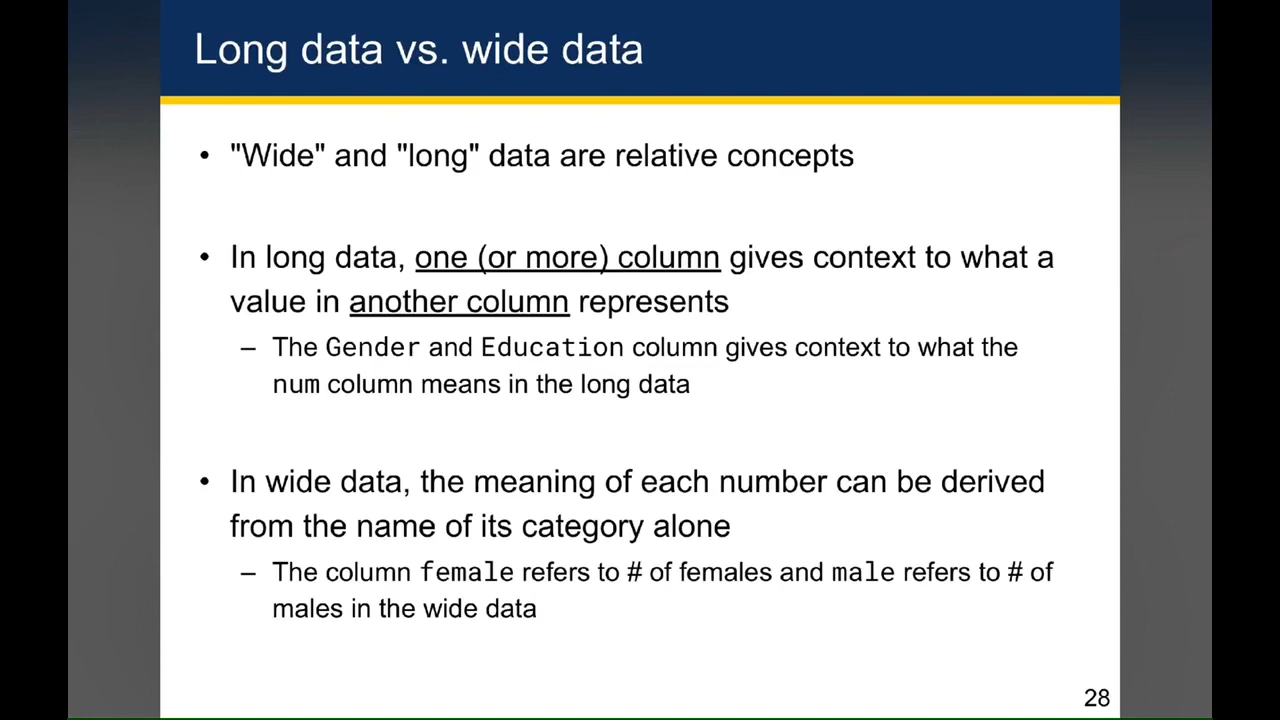 Long data vs. wide data
• "Wide" and "long" data are relative concepts
• In long data, one (or more) column gives context to what a
value in another column represents
– The Gender and Education column gives context to what the
num column means in the long data
• In wide data, the meaning of each number can be derived
from the name of its category alone
– The column female refers to # of females and male refers to # of
males in the wide data
28